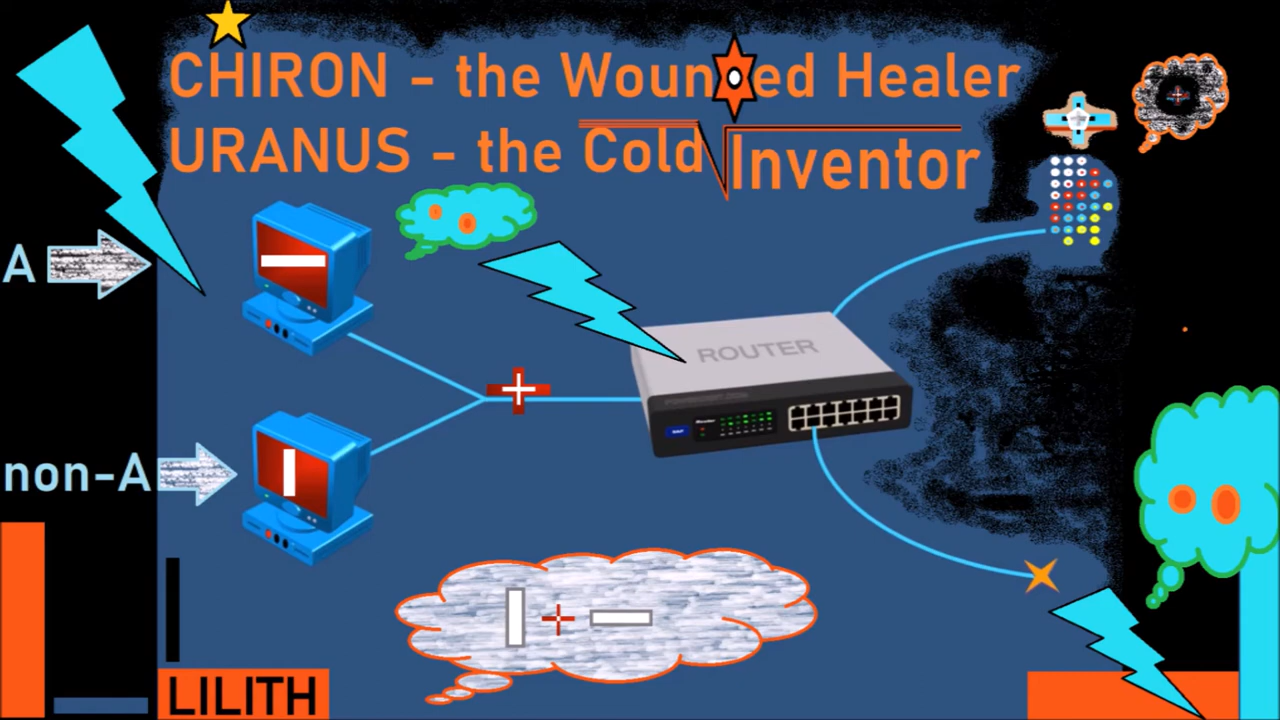 CHIRON - the Wounded Healer
URANUS - the Cold Inventor
A
ROUTER
non-A
LILITH